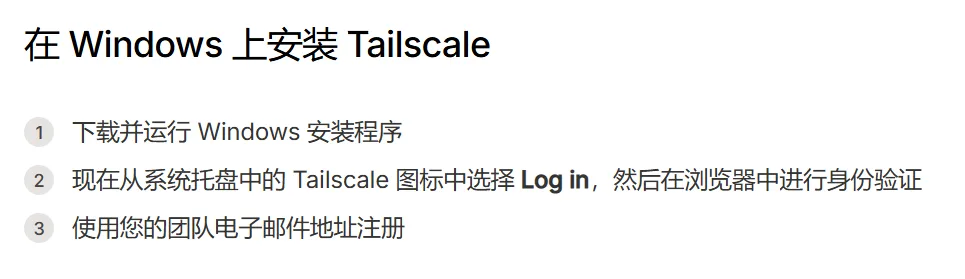 在 Windows 上安装 Tailscale
1 下载并运行 Windows 安装程序
2 现在从系统托盘中的 Tailscale 图标中选择 Log in，然后在浏览器中进行身份验证
3 使用您的团队电子邮件地址注册